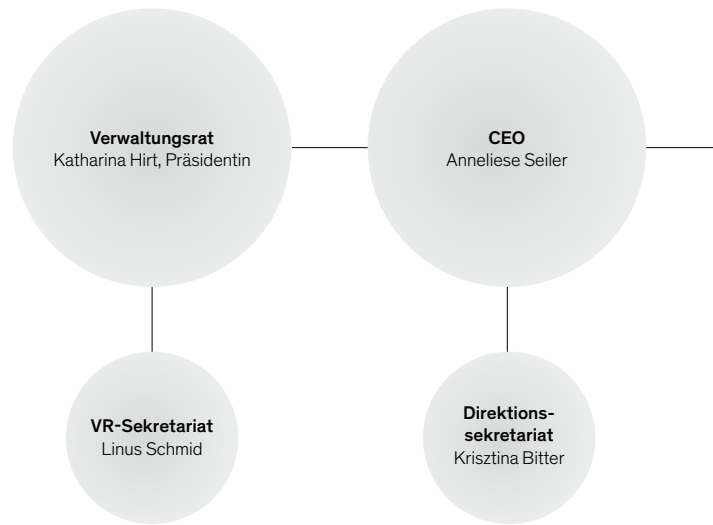 Verwaltungsrat
Katharina Hirt, Präsidentin
CEO
Anneliese Seiler
VR-Sekretariat
Linus Schmid
Direktions-
sekretariat
Krisztina Bitter